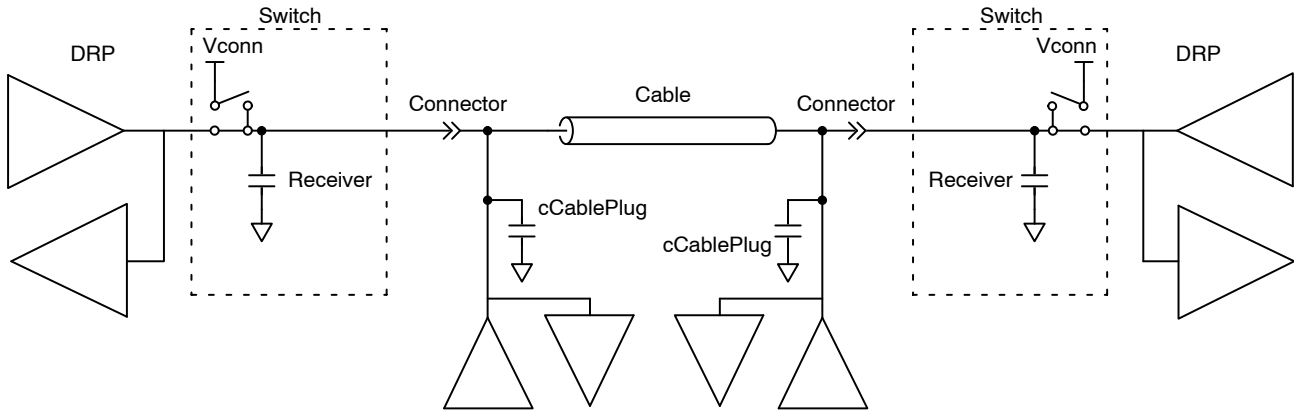 Switch
Switch
DRP
Vconn
Vconn
DRP
Connector
Cable
Connector
Receiver
Receiver
cCablePlug
cCablePlug